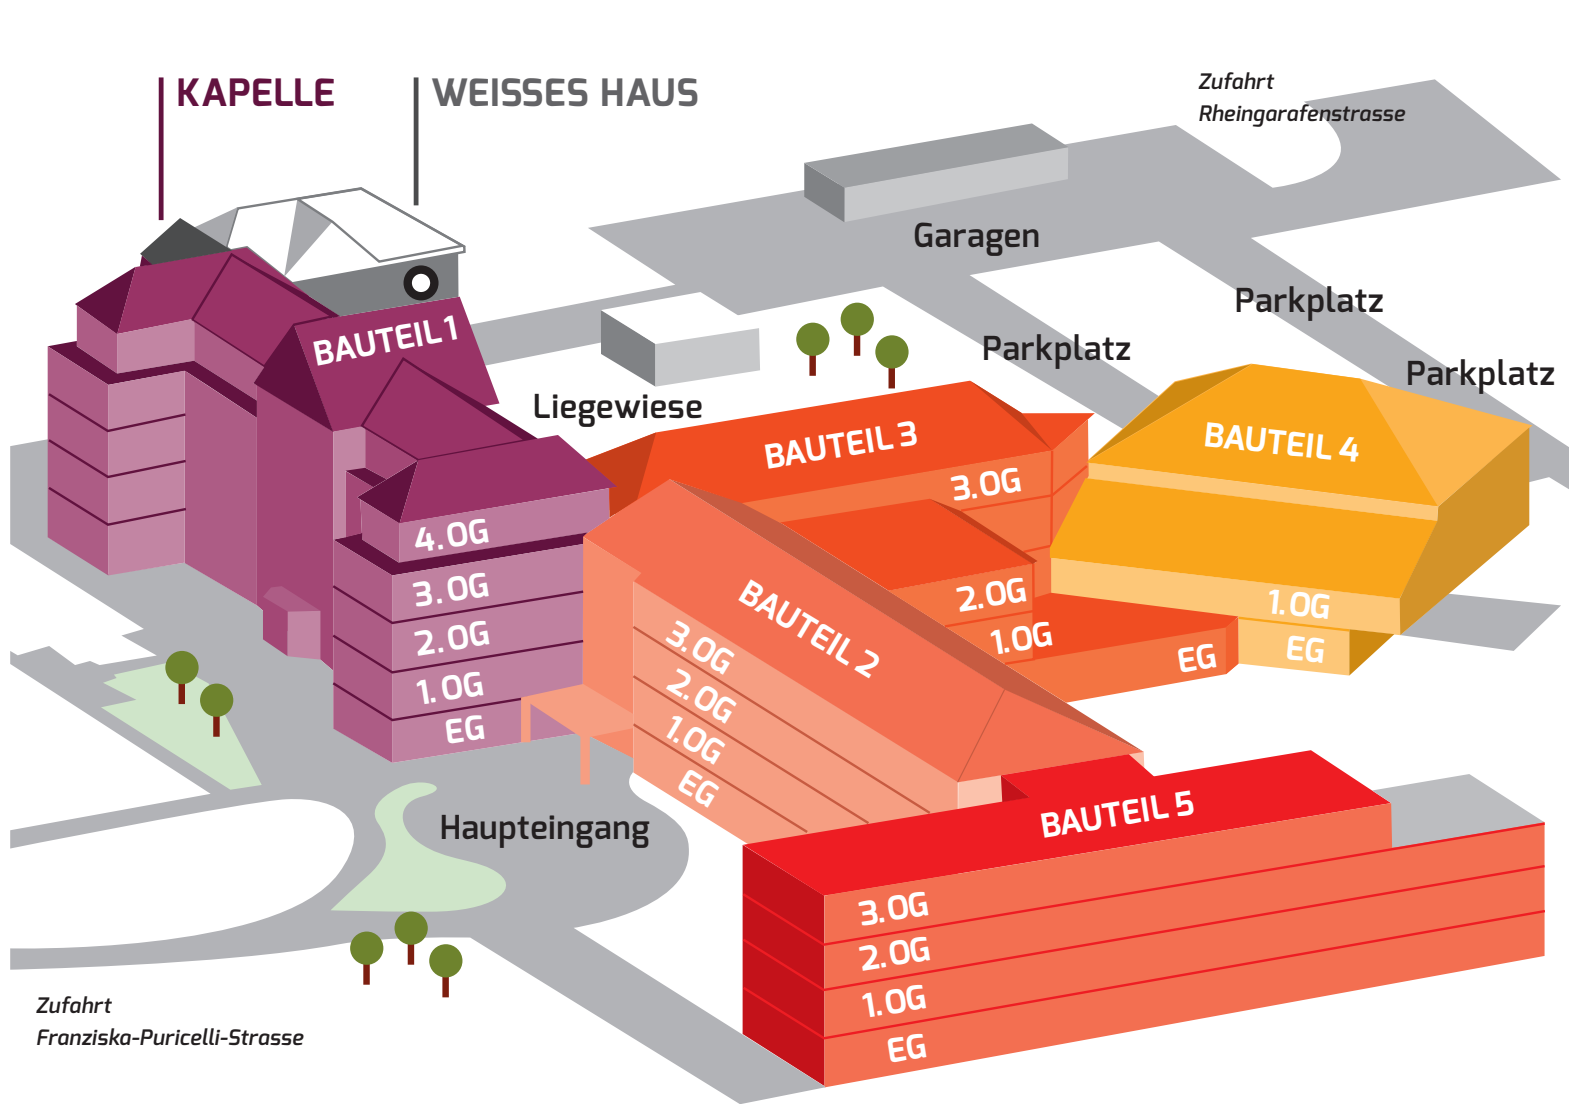 KAPELLE
WEISSES HAUS
Zufahrt
Rheingarafenstrasse
Garagen
Parkplatz
Parkplatz
Parkplatz
Liegewiese
BAUTEIL 1
4. OG
3. OG
2. OG
1. OG
EG
BAUTEIL 3
3. OG
2. OG
1. OG
EG
BAUTEIL 4
1. OG
EG
BAUTEIL 2
3. OG
2. OG
1. OG
EG
Haupteingang
BAUTEIL 5
3. OG
2. OG
1. OG
EG
Zufahrt
Franziska-Puricelli-Strasse